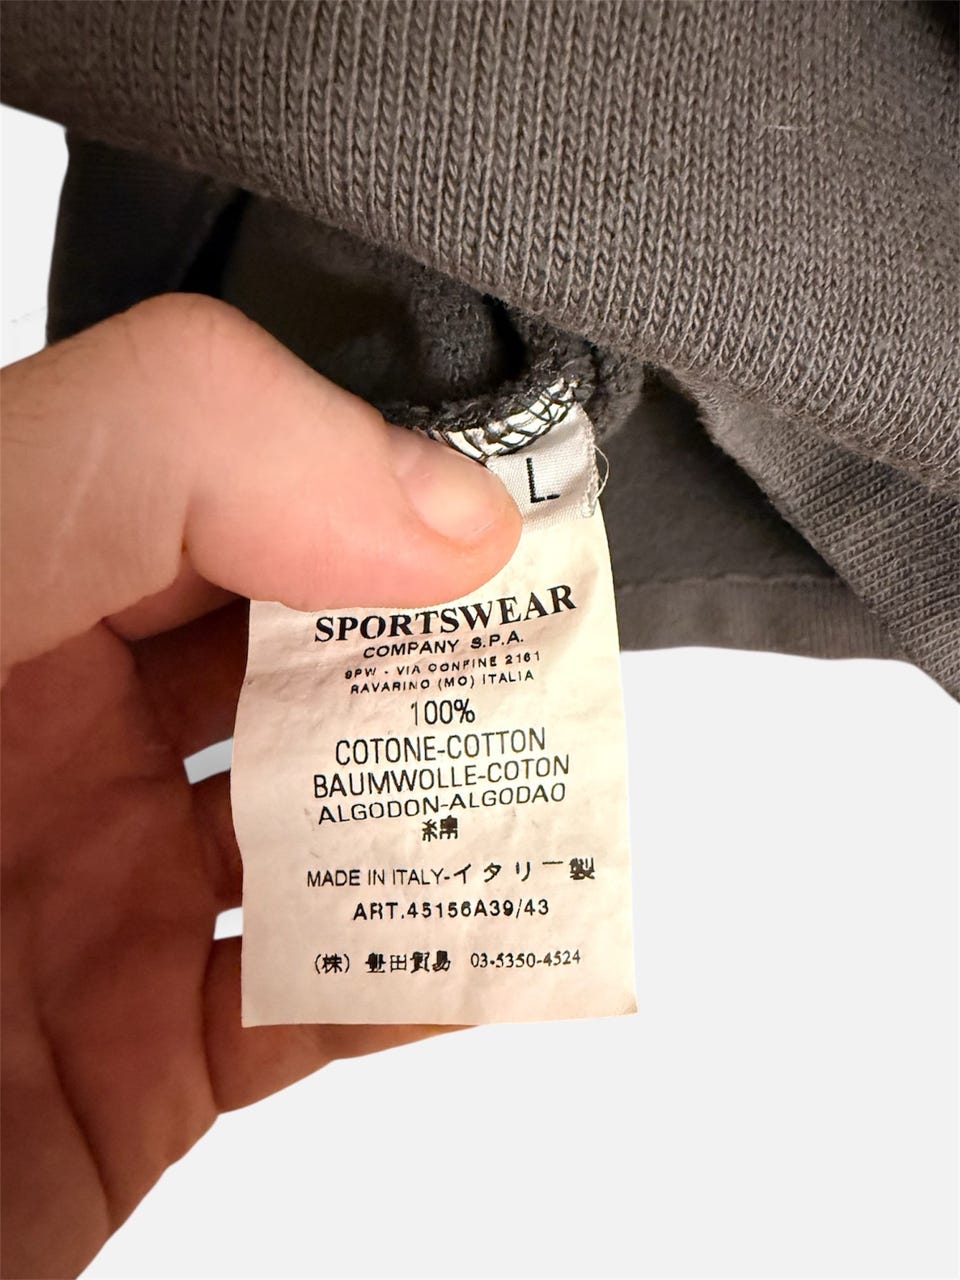 L
SPORTSWEAR
COMPANY S.P.A.
SPW - VIA CONFINE 2161
RAVARINO (MO) ITALIA
100%
COTONE-COTTON
BAUMWOLLE-COTON
ALGODON-ALGODAO
綿
MADE IN ITALY-イタリー製
ART.45156A39/43
(株) 豊田貿易 03-5350-4524